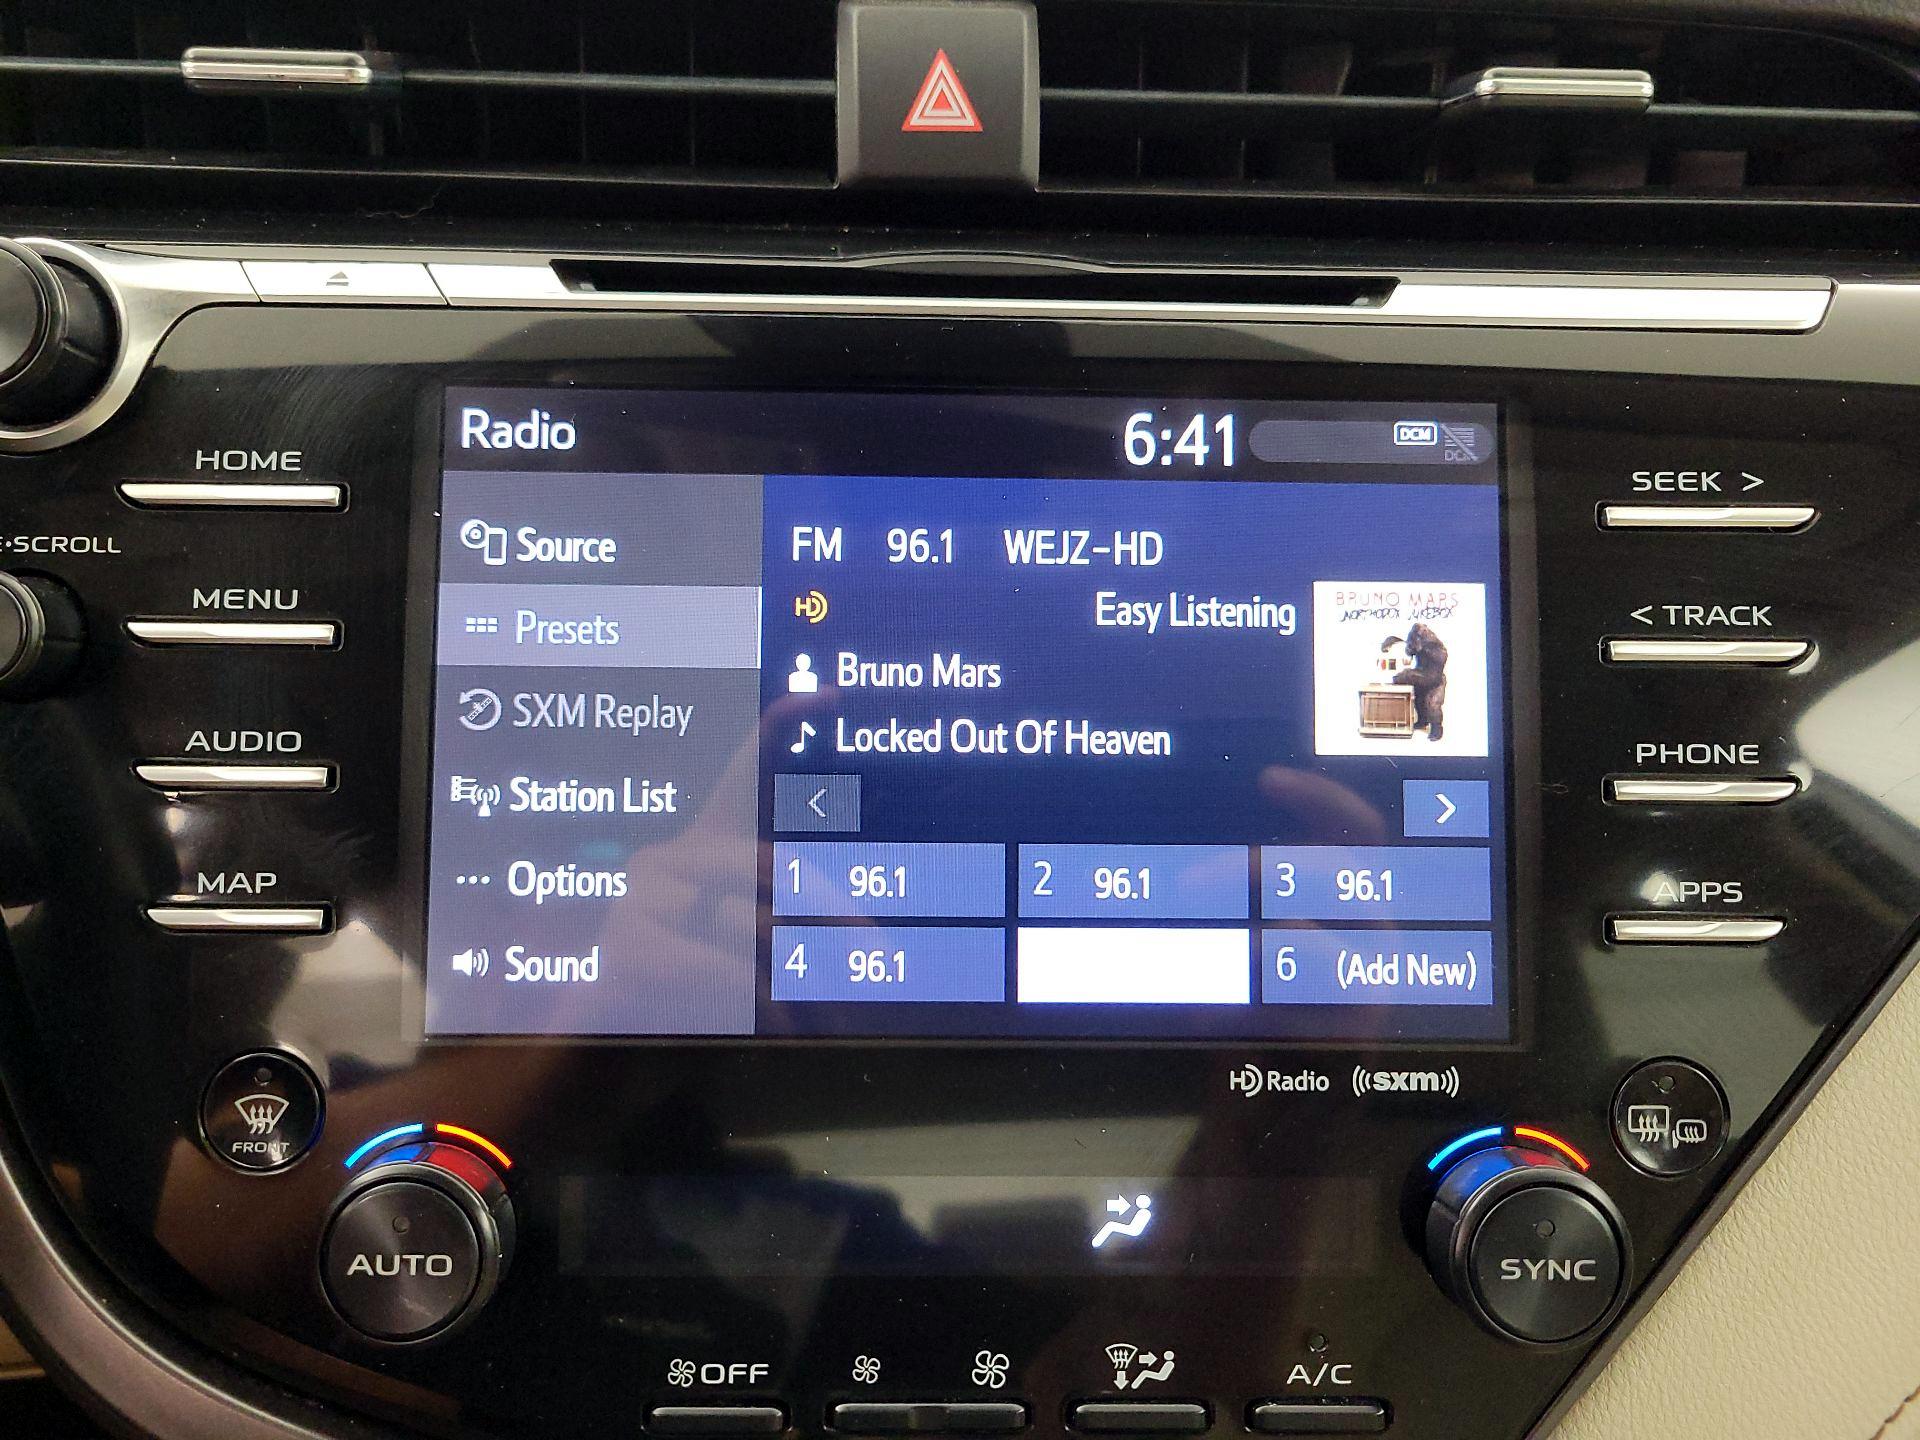 Radio 6:41 DCM
HOME
E•SCROLL
MENU
AUDIO
MAP
Source
Presets
SXM Replay
Station List
Options
Sound
FM 96.1 WEJZ-HD
HD
Easy Listening
BRUNO MARS
Bruno Mars
Locked Out Of Heaven
1 96.1
2 96.1
3 96.1
4 96.1
6 (Add New)
SEEK >
< TRACK
PHONE
APPS
HD Radio
((sxm))
FRONT
AUTO
SYNC
OFF
A/C